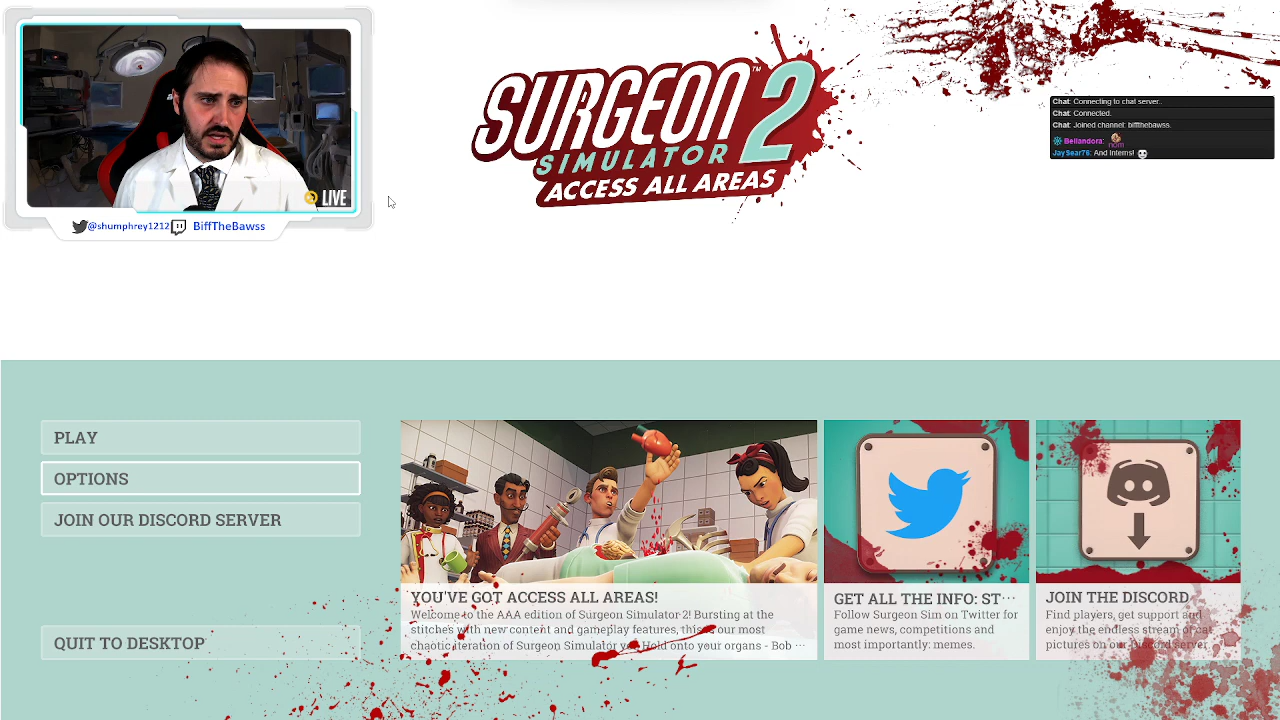 LIVE
@shumphrey1212 BiffTheBawss
SURGEON
SIMULATOR 2
™
ACCESS ALL AREAS
Chat: Connecting to chat server..
Chat: Connected.
Chat: Joined channel: biffthebawss.
Bellandora: nom
JaySear76: And Interns!
PLAY
OPTIONS
JOIN OUR DISCORD SERVER
QUIT TO DESKTOP
YOU'VE GOT ACCESS ALL AREAS!
Welcome to the AAA edition of Surgeon Simulator 2! Bursting at the
stitches with new content and gameplay features, this is our most
chaotic iteration of Surgeon Simulator yet. Hold onto your organs - Bob ···
GET ALL THE INFO: ST···
Follow Surgeon Sim on Twitter for
game news, competitions and
most importantly: memes.
JOIN THE DISCORD
Find players, get support and
enjoy the endless stream of cat
pictures on our Discord server